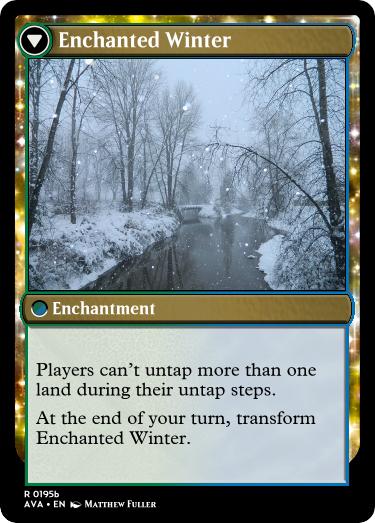 Enchanted Winter
Enchantment
Players can't untap more than one
land during their untap steps.
At the end of your turn, transform
Enchanted Winter.
R 0195b
AVA • EN Matthew Fuller